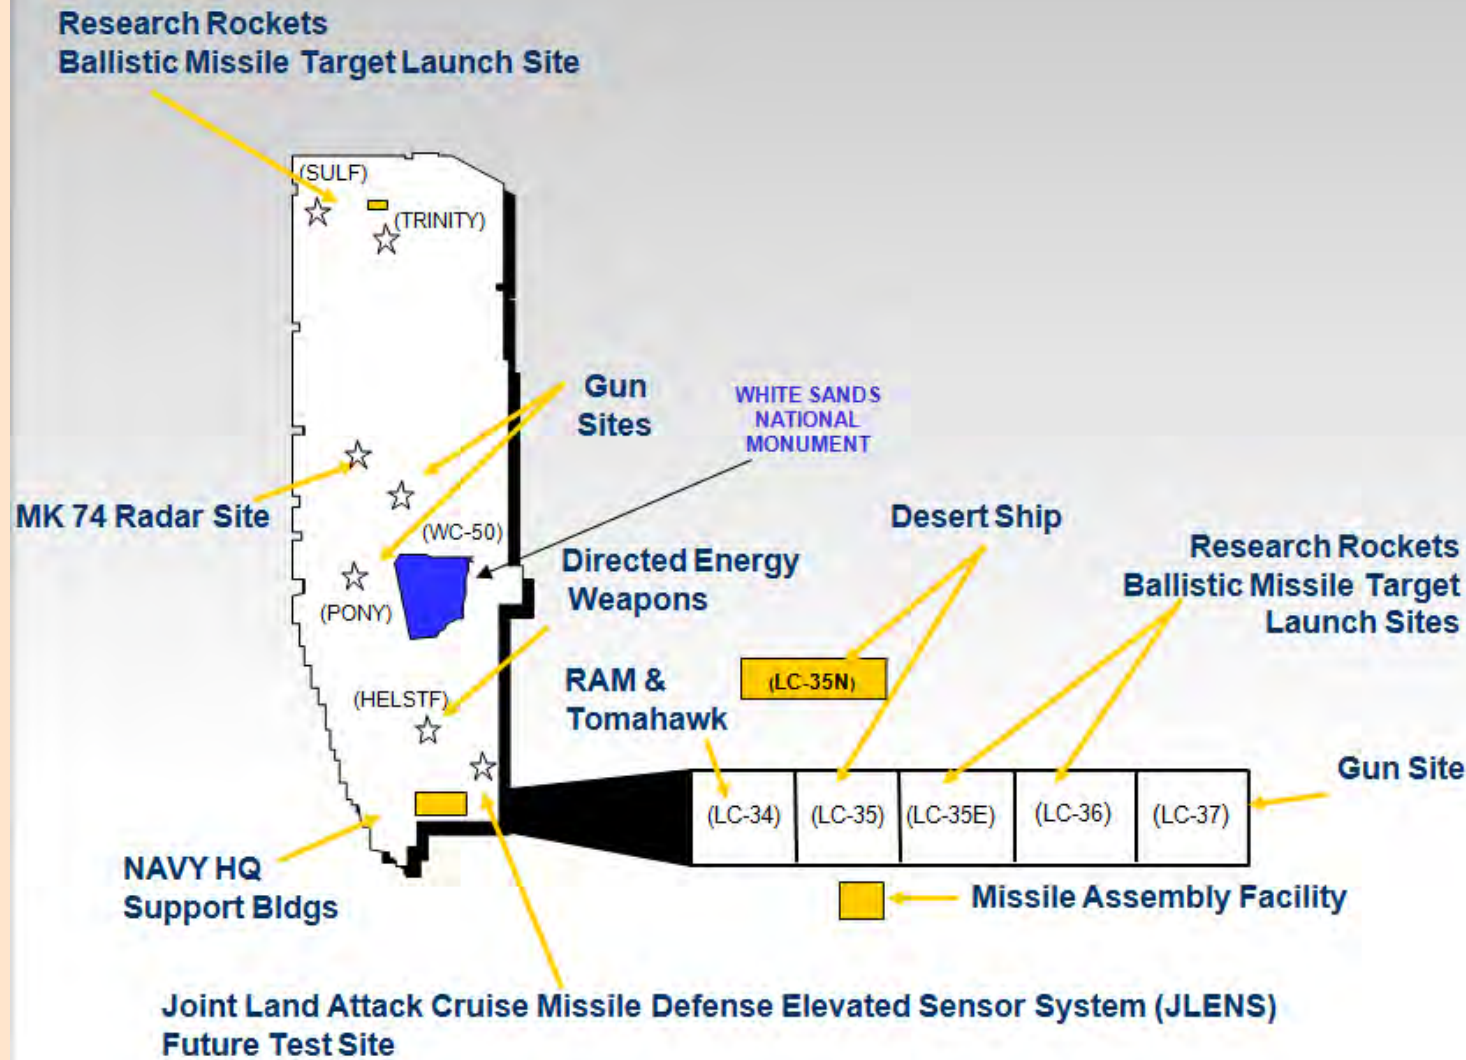 Research Rockets
Ballistic Missile Target Launch Site
(SULF)
(TRINITY)
Gun
Sites
WHITE SANDS
NATIONAL
MONUMENT
MK 74 Radar Site
(WC-50)
Desert Ship
Research Rockets
Ballistic Missile Target
Launch Sites
Directed Energy
Weapons
(PONY)
(HELSTF)
RAM &
Tomahawk
(LC-35N)
Gun Site
(LC-34)
(LC-35)
(LC-35E)
(LC-36)
(LC-37)
NAVY HQ
Support Bldgs
Missile Assembly Facility
Joint Land Attack Cruise Missile Defense Elevated Sensor System (JLENS)
Future Test Site